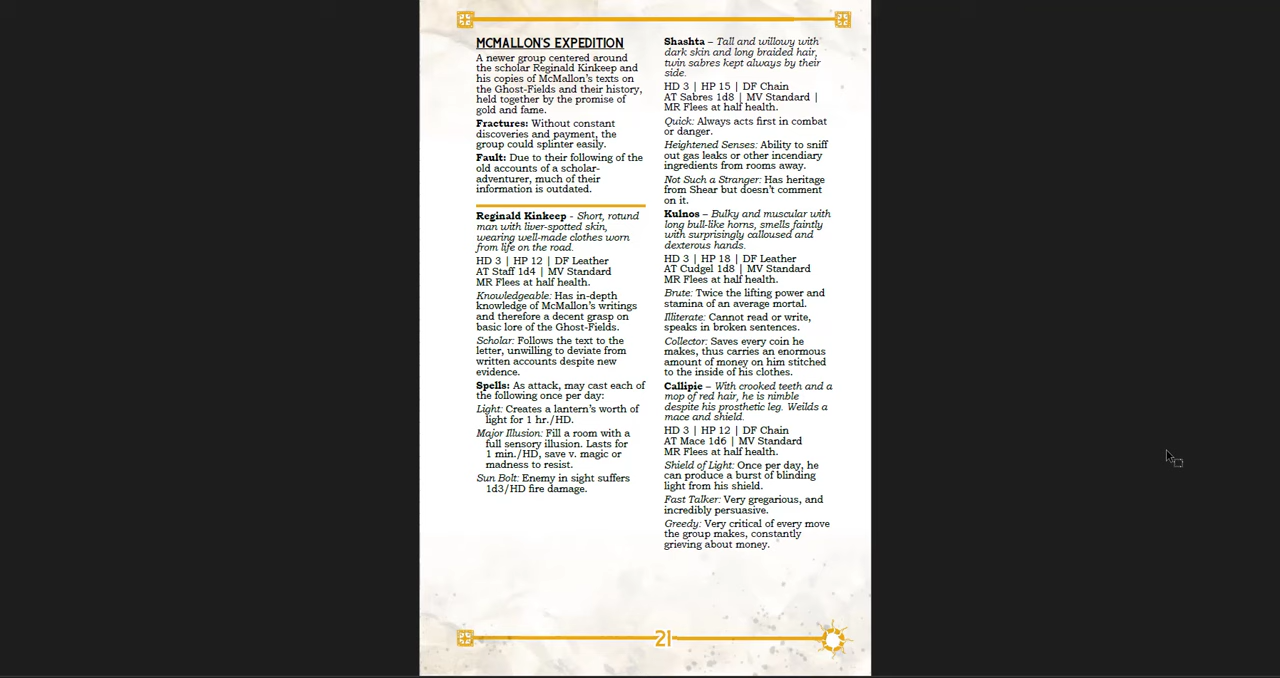 MCMALLON'S EXPEDITION
A newer group centered around
the scholar Reginald Kinkeep and
his copies of McMallon's texts on
the Ghost-Fields and their history,
held together by the promise of
gold and fame.
Fractures: Without constant
discoveries and payment, the
group could splinter easily.
Fault: Due to their following of the
old accounts of a scholar-
adventurer, much of their
information is outdated.
Reginald Kinkeep - Short, rotund
man with liver-spotted skin,
wearing well-made clothes worn
from life on the road.
HD 3 | HP 12 | DF Leather
AT Staff 1d4 | MV Standard
MR Flees at half health.
Knowledgeable: Has in-depth
knowledge of McMallon's writings
and therefore a decent grasp on
basic lore of the Ghost-Fields.
Scholar: Follows the text to the
letter, unwilling to deviate from
written accounts despite new
evidence.
Spells: As attack, may cast each of
the following once per day:
Light: Creates a lantern's worth of
light for 1 hr./HD.
Major Illusion: Fill a room with a
full sensory illusion. Lasts for
1 min./HD, save v. magic or
madness to resist.
Sun Bolt: Enemy in sight suffers
1d3/HD fire damage.
Shashta – Tall and willowy with
dark skin and long braided hair,
twin sabres kept always by their
side.
HD 3 | HP 15 | DF Chain
AT Sabres 1d8 | MV Standard |
MR Flees at half health.
Quick: Always acts first in combat
or danger.
Heightened Senses: Ability to sniff
out gas leaks or other incendiary
ingredients from rooms away.
Not Such a Stranger: Has heritage
from Shear but doesn't comment
on it.
Kulnos – Bulky and muscular with
long bull-like horns, smells faintly
with surprisingly calloused and
dexterous hands.
HD 3 | HP 18 | DF Leather
AT Cudgel 1d8 | MV Standard
MR Flees at half health.
Brute: Twice the lifting power and
stamina of an average mortal.
Illiterate: Cannot read or write,
speaks in broken sentences.
Collector: Saves every coin he
makes, thus carries an enormous
amount of money on him stitched
to the inside of his clothes.
Callipie – With crooked teeth and a
mop of red hair, he is nimble
despite his prosthetic leg. Weilds a
mace and shield.
HD 3 | HP 12 | DF Chain
AT Mace 1d6 | MV Standard
MR Flees at half health.
Shield of Light: Once per day, he
can produce a burst of blinding
light from his shield.
Fast Talker: Very gregarious, and
incredibly persuasive.
Greedy: Very critical of every move
the group makes, constantly
grieving about money.
21